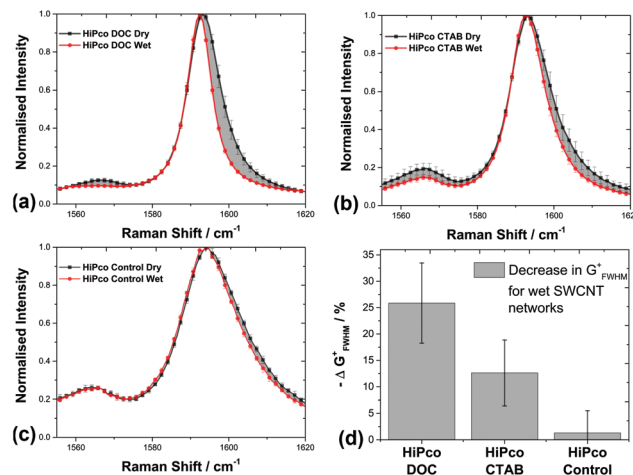 1.0
0.8
0.6
0.4
0.2
Normalised Intensity
HiPco DOC Dry
HiPco DOC Wet
(a)
1560
1580
1600
1620
Raman Shift / cm-1
1.0
0.8
0.6
0.4
0.2
0.0
Normalised Intensity
HiPco CTAB Dry
HiPco CTAB Wet
(b)
1560
1580
1600
1620
Raman Shift / cm-1
1.0
0.8
0.6
0.4
0.2
0.0
Normalised Intensity
HiPco Control Dry
HiPco Control Wet
(c)
1560
1580
1600
1620
Raman Shift / cm-1
35
30
25
20
15
10
5
0
- Δ G+FWHM / %
Decrease in G+FWHM
for wet SWCNT
networks
(d)
HiPco HiPco HiPco
DOC CTAB Control